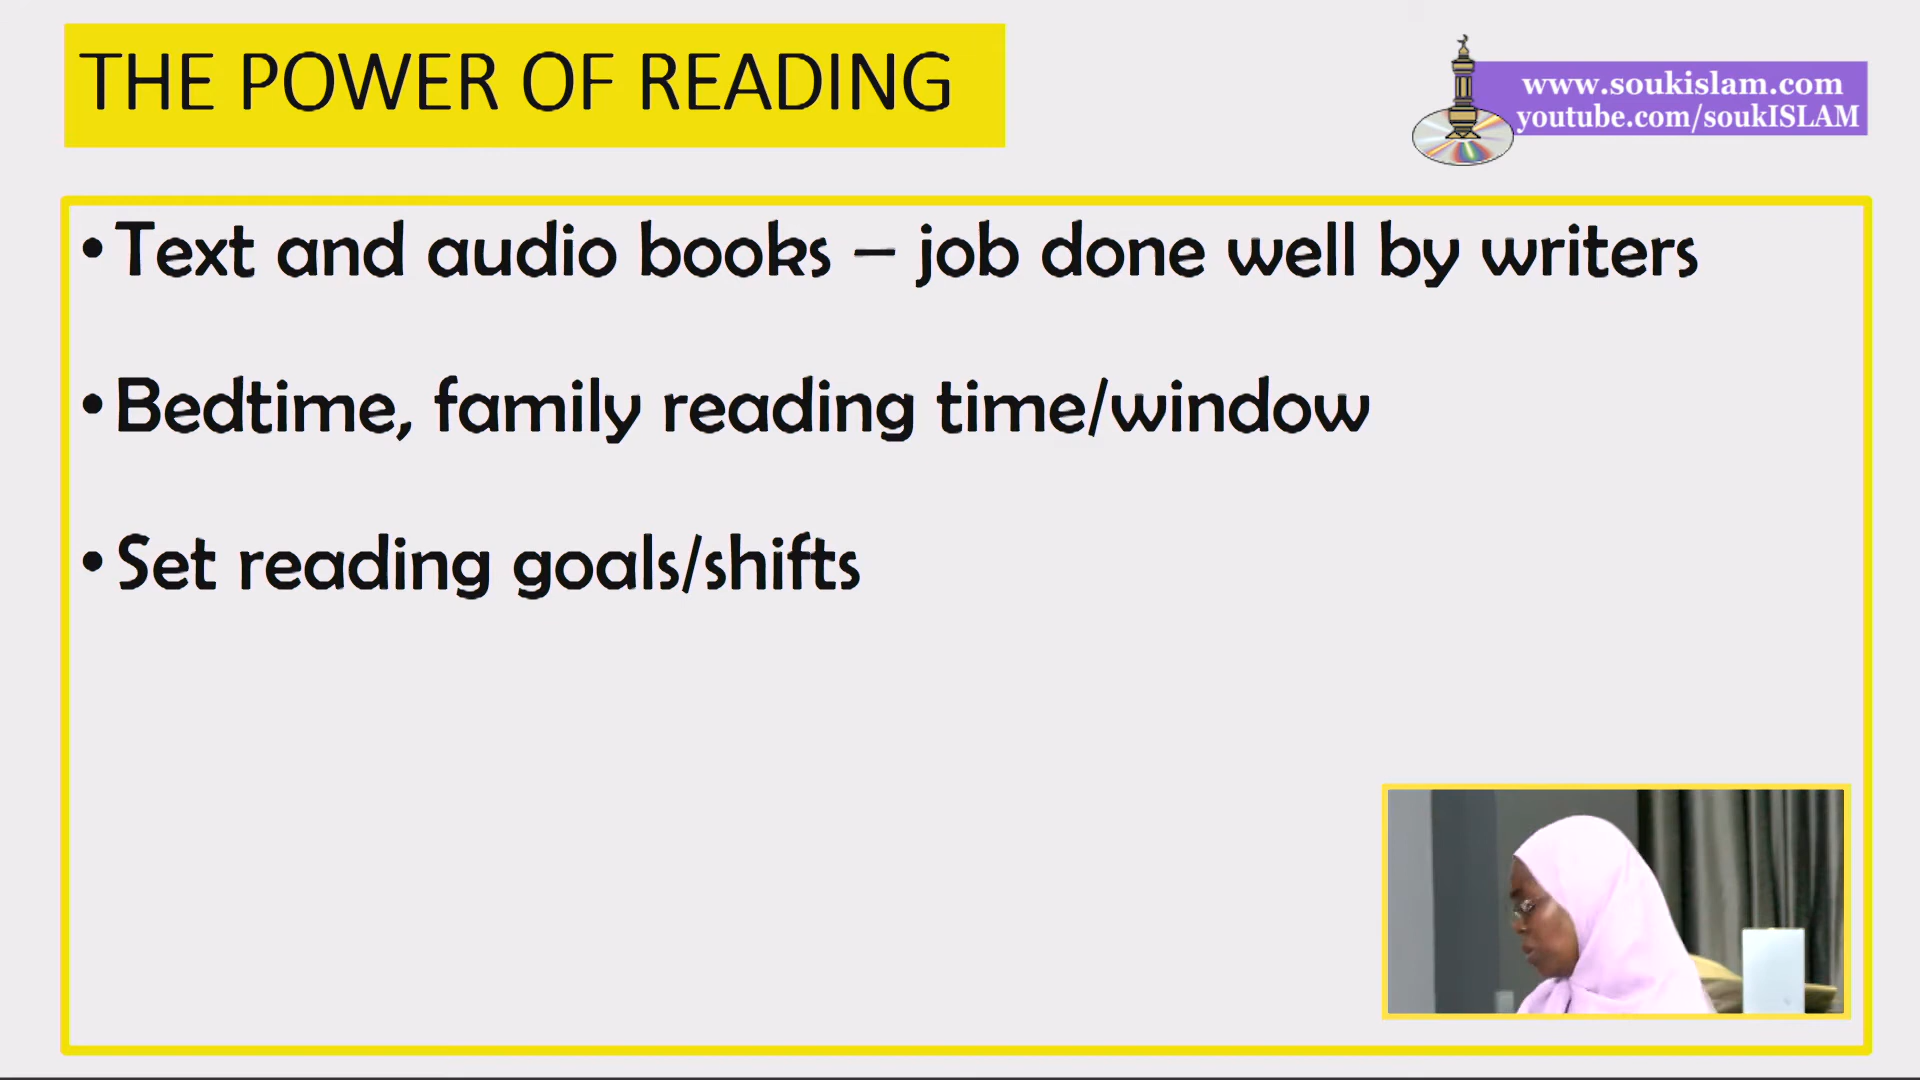 THE POWER OF READING
www.soukislam.com
youtube.com/soukISLAM
•Text and audio books – job done well by writers
•Bedtime, family reading time/window
•Set reading goals/shifts